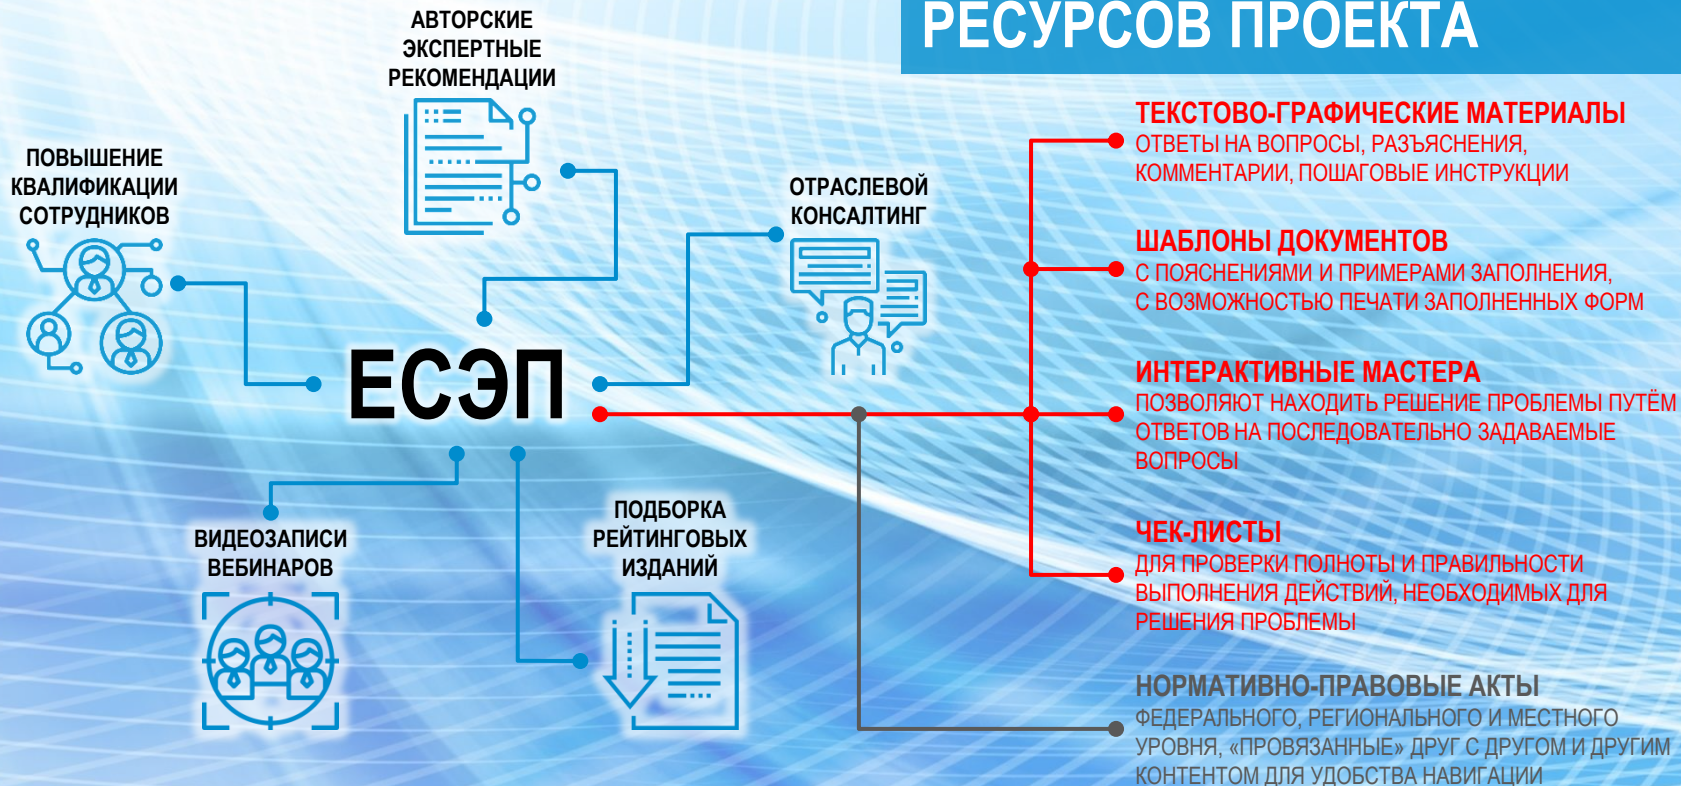 РЕСУРСОВ ПРОЕКТА
АВТОРСКИЕ
ЭКСПЕРТНЫЕ
РЕКОМЕНДАЦИИ
ПОВЫШЕНИЕ
КВАЛИФИКАЦИИ
СОТРУДНИКОВ
ОТРАСЛЕВОЙ
КОНСАЛТИНГ
ЕСЭП
ВИДЕОЗАПИСИ
ВЕБИНАРОВ
ПОДБОРКА
РЕЙТИНГОВЫХ
ИЗДАНИЙ
ТЕКСТОВО-ГРАФИЧЕСКИЕ МАТЕРИАЛЫ
ОТВЕТЫ НА ВОПРОСЫ, РАЗЪЯСНЕНИЯ,
КОММЕНТАРИИ, ПОШАГОВЫЕ ИНСТРУКЦИИ
ШАБЛОНЫ ДОКУМЕНТОВ
С ПОЯСНЕНИЯМИ И ПРИМЕРАМИ ЗАПОЛНЕНИЯ,
С ВОЗМОЖНОСТЬЮ ПЕЧАТИ ЗАПОЛНЕННЫХ ФОРМ
ИНТЕРАКТИВНЫЕ МАСТЕРА
ПОЗВОЛЯЮТ НАХОДИТЬ РЕШЕНИЕ ПРОБЛЕМЫ ПУТЁМ
ОТВЕТОВ НА ПОСЛЕДОВАТЕЛЬНО ЗАДАВАЕМЫЕ
ВОПРОСЫ
ЧЕК-ЛИСТЫ
ДЛЯ ПРОВЕРКИ ПОЛНОТЫ И ПРАВИЛЬНОСТИ
ВЫПОЛНЕНИЯ ДЕЙСТВИЙ, НЕОБХОДИМЫХ ДЛЯ
РЕШЕНИЯ ПРОБЛЕМЫ
НОРМАТИВНО-ПРАВОВЫЕ АКТЫ
ФЕДЕРАЛЬНОГО, РЕГИОНАЛЬНОГО И МЕСТНОГО
УРОВНЯ, «ПРОВЯЗАННЫЕ» ДРУГ С ДРУГОМ И ДРУГИМ
КОНТЕНТОМ ДЛЯ УДОБСТВА НАВИГАЦИИ